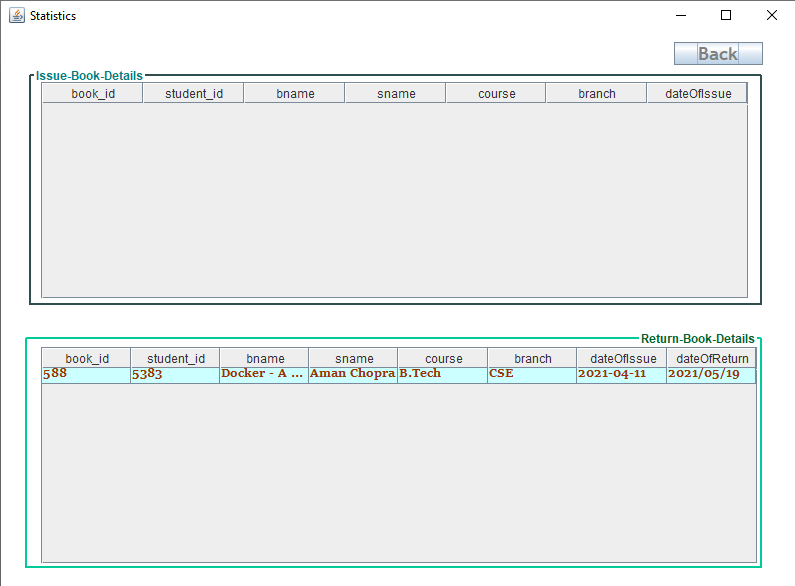 Statistics
Back
Issue-Book-Details
book_id student_id bname sname course branch dateOfIssue
Return-Book-Details
book_id student_id bname sname course branch dateOfIssue dateOfReturn
588 5383 Docker - A ... Aman Chopra B.Tech CSE 2021-04-11 2021/05/19